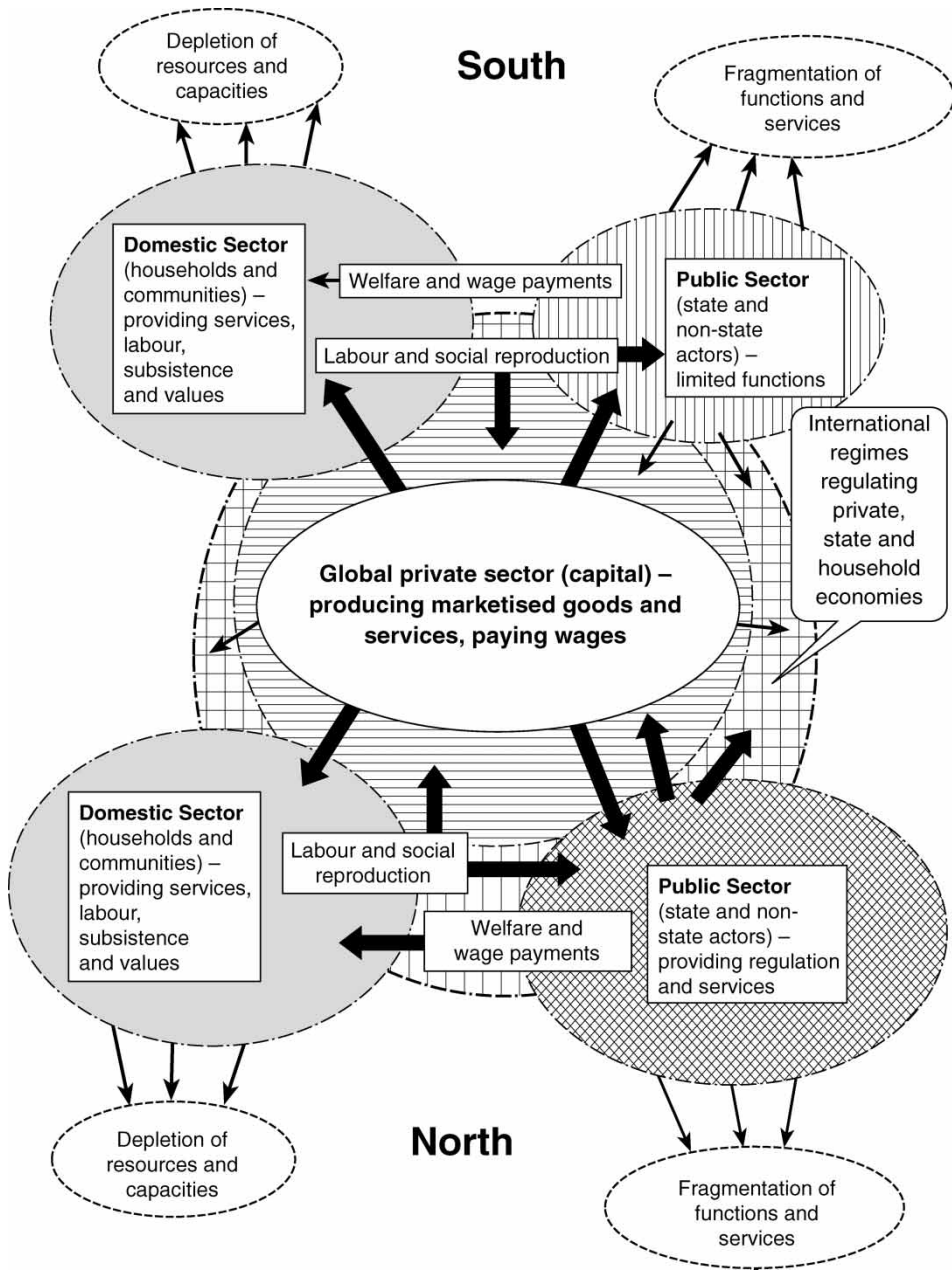 Depletion of
resources and
capacities
South
Fragmentation of
functions and
services
Domestic Sector
(households and
communities) –
providing services,
labour,
subsistence
and values
Welfare and wage payments
Labour and social reproduction
Public Sector
(state and
non-state
actors) –
limited functions
International
regimes
regulating
private,
state and
household
economies
Global private sector (capital) –
producing marketised goods and
services, paying wages
Domestic Sector
(households and
communities) –
providing services,
labour,
subsistence
and values
Labour and social
reproduction
Welfare and
wage payments
Public Sector
(state and non-
state actors) –
providing regulation
and services
Depletion of
resources and
capacities
North
Fragmentation of
functions and
services